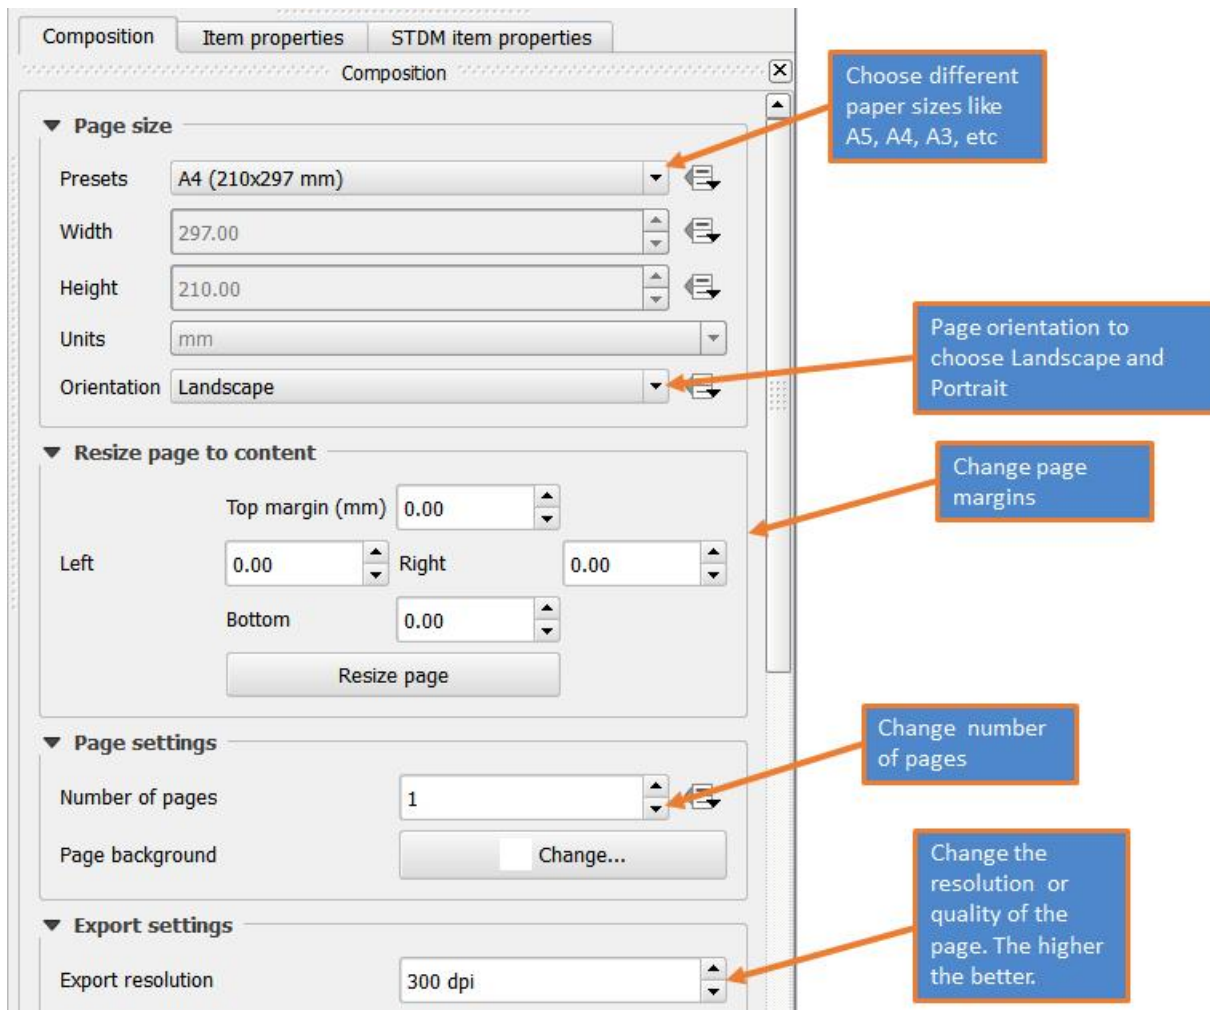 Composition
Item properties
STDM item properties
Composition
Choose different
paper sizes like
A5, A4, A3, etc
Page size
Presets
A4 (210x297 mm)
Width
297.00
Height
210.00
Units
mm
Orientation
Landscape
Page orientation to
choose Landscape and
Portrait
Resize page to content
Change page
margins
Top margin (mm)
0.00
Left
0.00
Right
0.00
Bottom
0.00
Resize page
Page settings
Change number
of pages
Number of pages
1
Page background
Change...
Change the
resolution or
quality of the
page. The higher
the better.
Export settings
Export resolution
300 dpi